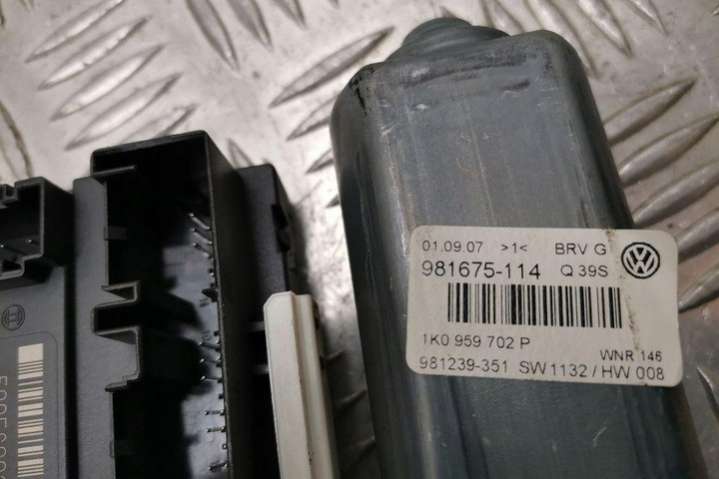 01.09.07 >1< BRV G
981675-114 Q 39S
1K0 959 702 P
WNR 146
981239-351 SW1132 / HW 008